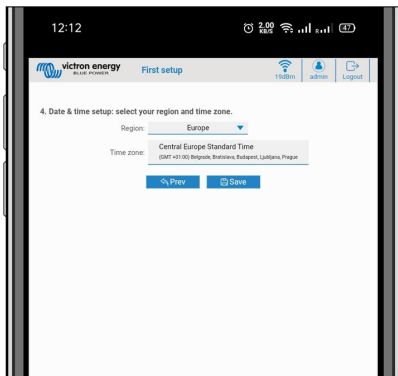 12:12
2.00 KB/S R 47
victron energy
BLUE POWER
First setup
19dBm
admin
Logout
4. Date & time setup: select your region and time zone.
Region: Europe
Time zone: Central Europe Standard Time
(GMT +01:00) Belgrade, Bratislava, Budapest, Ljubljana, Prague
Prev Save